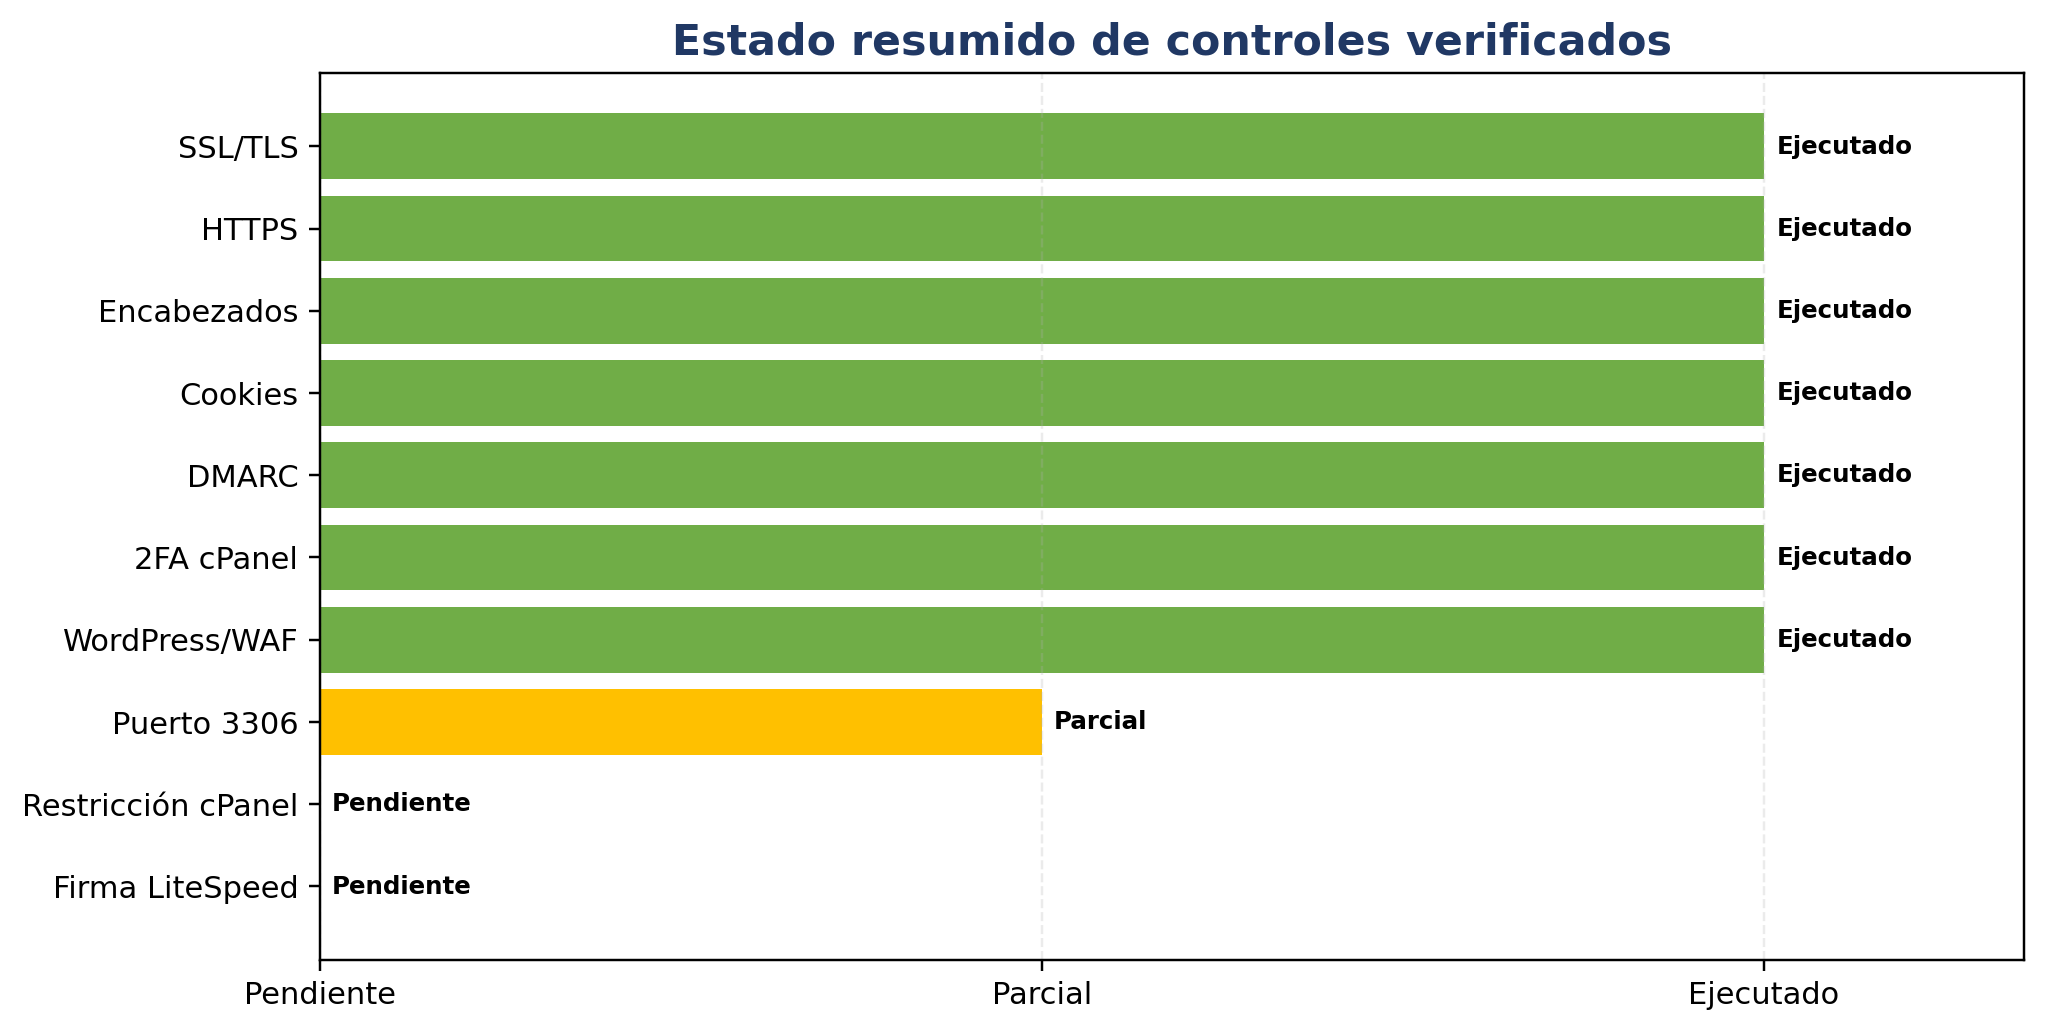 Estado resumido de controles verificados
SSL/TLS Ejecutado
HTTPS Ejecutado
Encabezados Ejecutado
Cookies Ejecutado
DMARC Ejecutado
2FA cPanel Ejecutado
WordPress/WAF Ejecutado
Puerto 3306 Parcial
Restricción cPanel Pendiente
Firma LiteSpeed Pendiente
Pendiente Parcial Ejecutado